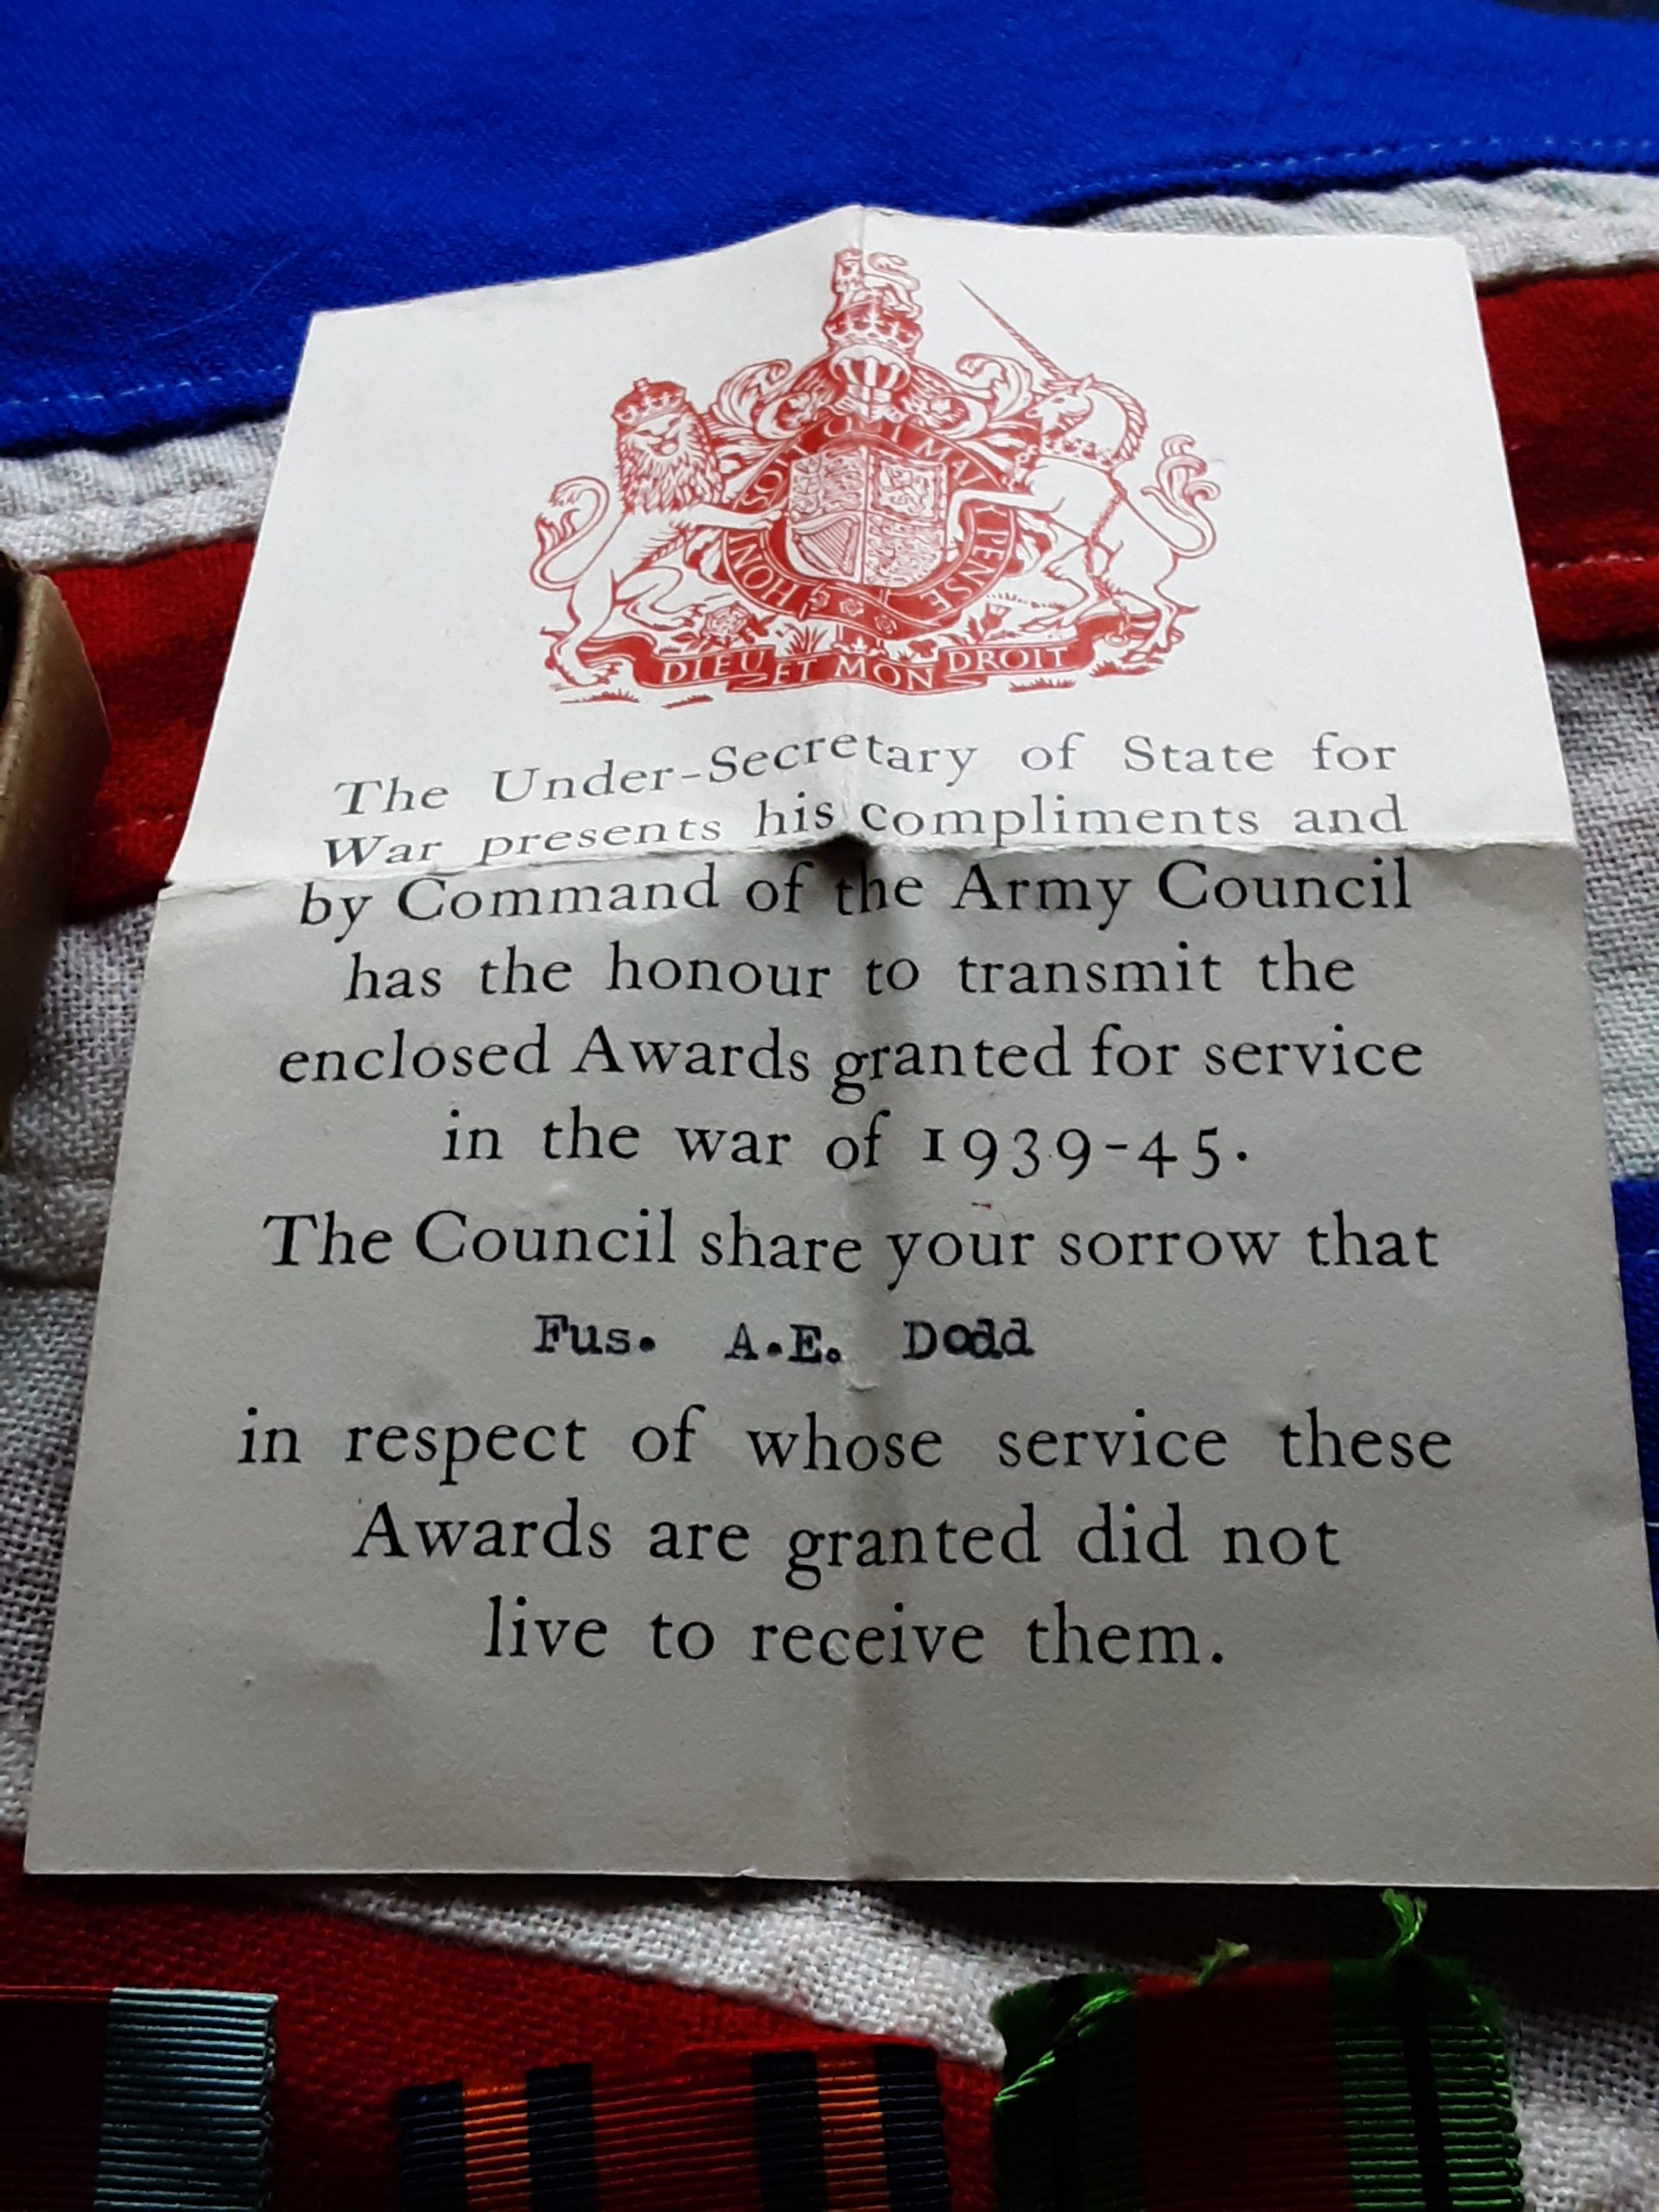 HONI SOIT QUI MAL Y PENSE
DIEU ET MON DROIT
The Under-Secretary of State for
War presents his compliments and
by Command of the Army Council
has the honour to transmit the
enclosed Awards granted for service
in the war of 1939-45.
The Council share your sorrow that
Fus. A.E. Dodd
in respect of whose service these
Awards are granted did not
live to receive them.